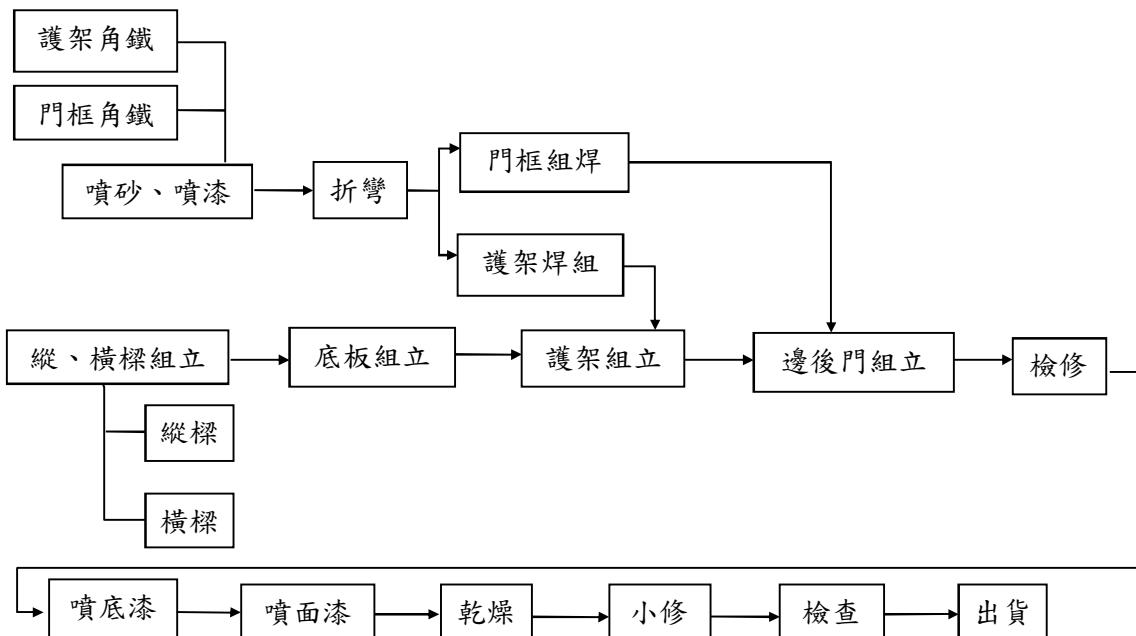 護架角鐵
門框角鐵
噴砂、噴漆
折彎
門框組焊
護架焊組
縱、橫樑組立
底板組立
護架組立
邊後門組立
檢修
縱樑
橫樑
噴底漆
噴面漆
乾燥
小修
檢查
出貨